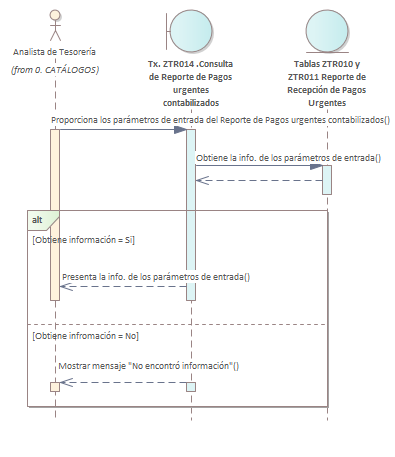 Analista de Tesorería
(from 0. CATÁLOGOS)
Tx. ZTR014 .Consulta
de Reporte de Pagos
urgentes
contabilizados
Tablas ZTR010 y
ZTR011 Reporte de
Recepción de Pagos
Urgentes
Proporciona los parámetros de entrada del Reporte de Pagos urgentes contabilizados()
Obtiene la info. de los parámetros de entrada()
alt
[Obtiene información = Sí]
Presenta la info. de los parámetros de entrada()
[Obtiene infromación = No]
Mostrar mensaje "No encontró información"()